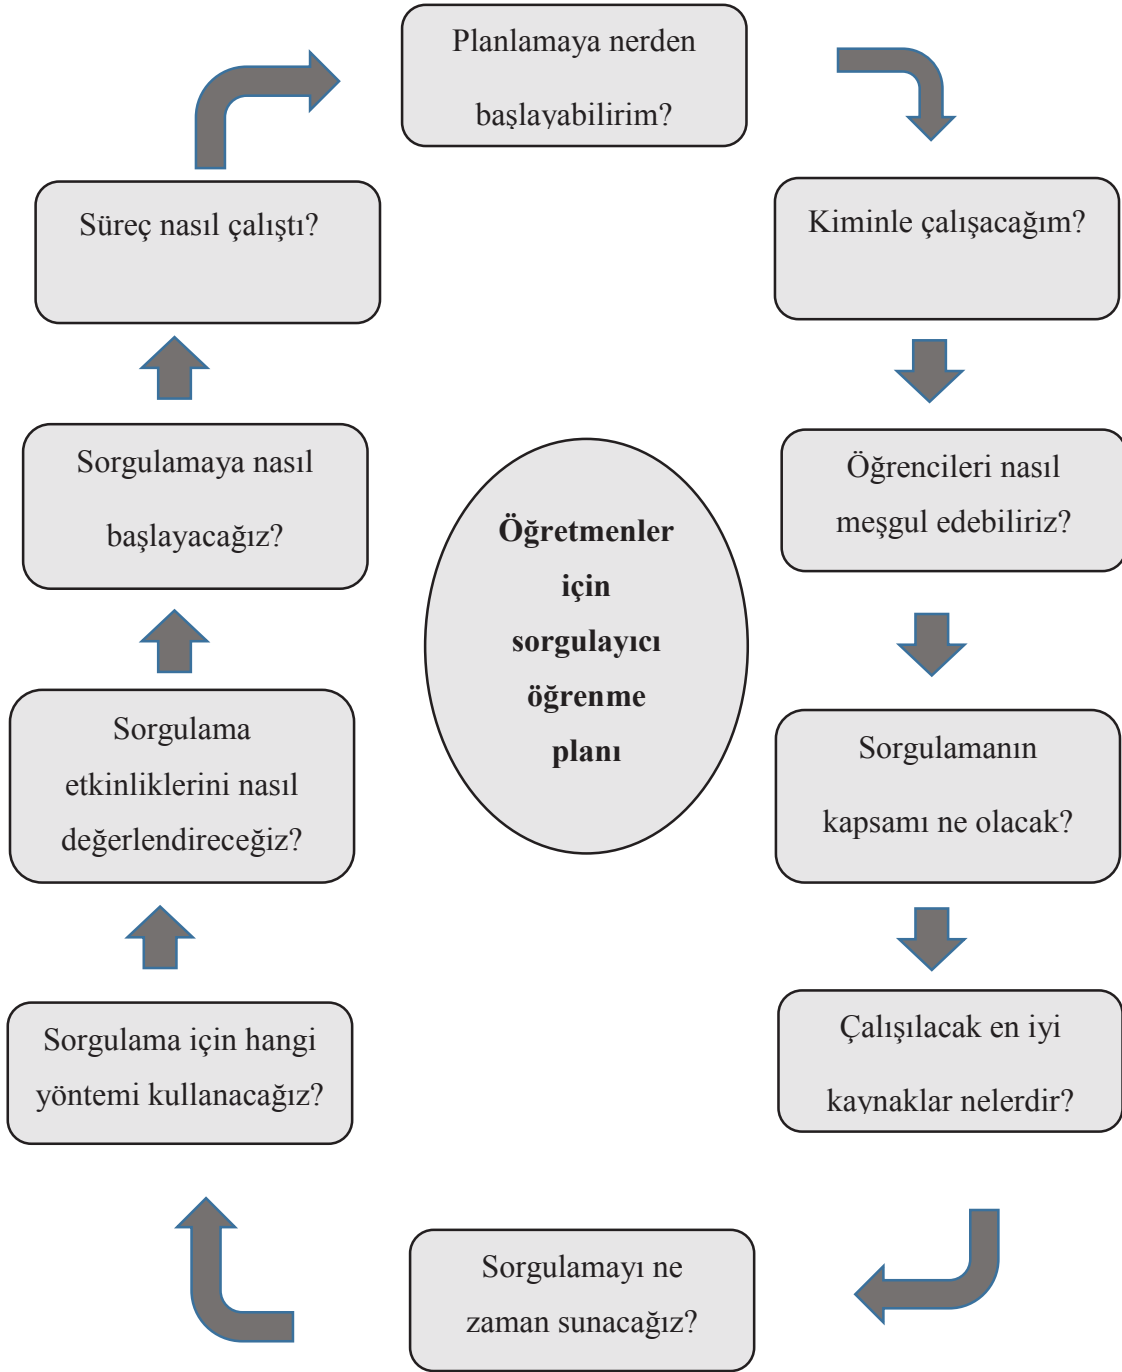 Planlamaya nerden
başlayabilirim?
Kiminle çalışacağım?
Öğrencileri nasıl
meşgul edebiliriz?
Sorgulamanın
kapsamı ne olacak?
Çalışılacak en iyi
kaynaklar nelerdir?
Sorgulamayı ne
zaman sunacağız?
Sorgulama için hangi
yöntemi kullanacağız?
Sorgulama
etkinliklerini nasıl
değerlendireceğiz?
Sorgulamaya nasıl
başlayacağız?
Süreç nasıl çalıştı?
Öğretmenler
için
sorgulayıcı
öğrenme
planı